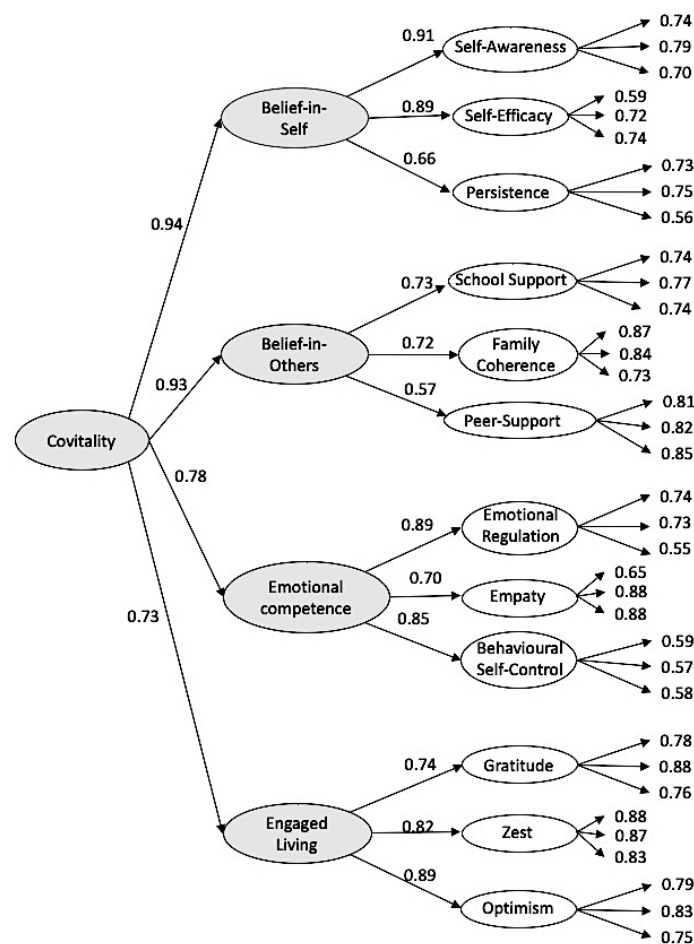 0.91
Self-Awareness
0.74
0.79
0.70
Belief-in-
Self
0.89
Self-Efficacy
0.59
0.72
0.74
0.66
Persistence
0.73
0.75
0.56
0.94
0.73
School Support
0.74
0.77
0.74
Belief-in-
Others
0.72
Family
Coherence
0.87
0.84
0.73
0.57
Peer-Support
0.81
0.82
0.85
0.93
Covitality
0.78
0.89
Emotional
Regulation
0.74
0.73
0.55
Emotional
competence
0.70
Empaty
0.65
0.88
0.88
0.85
Behavioural
Self-Control
0.59
0.57
0.58
0.73
0.74
Gratitude
0.78
0.88
0.76
Engaged
Living
0.82
Zest
0.88
0.87
0.83
0.89
Optimism
0.79
0.83
0.75